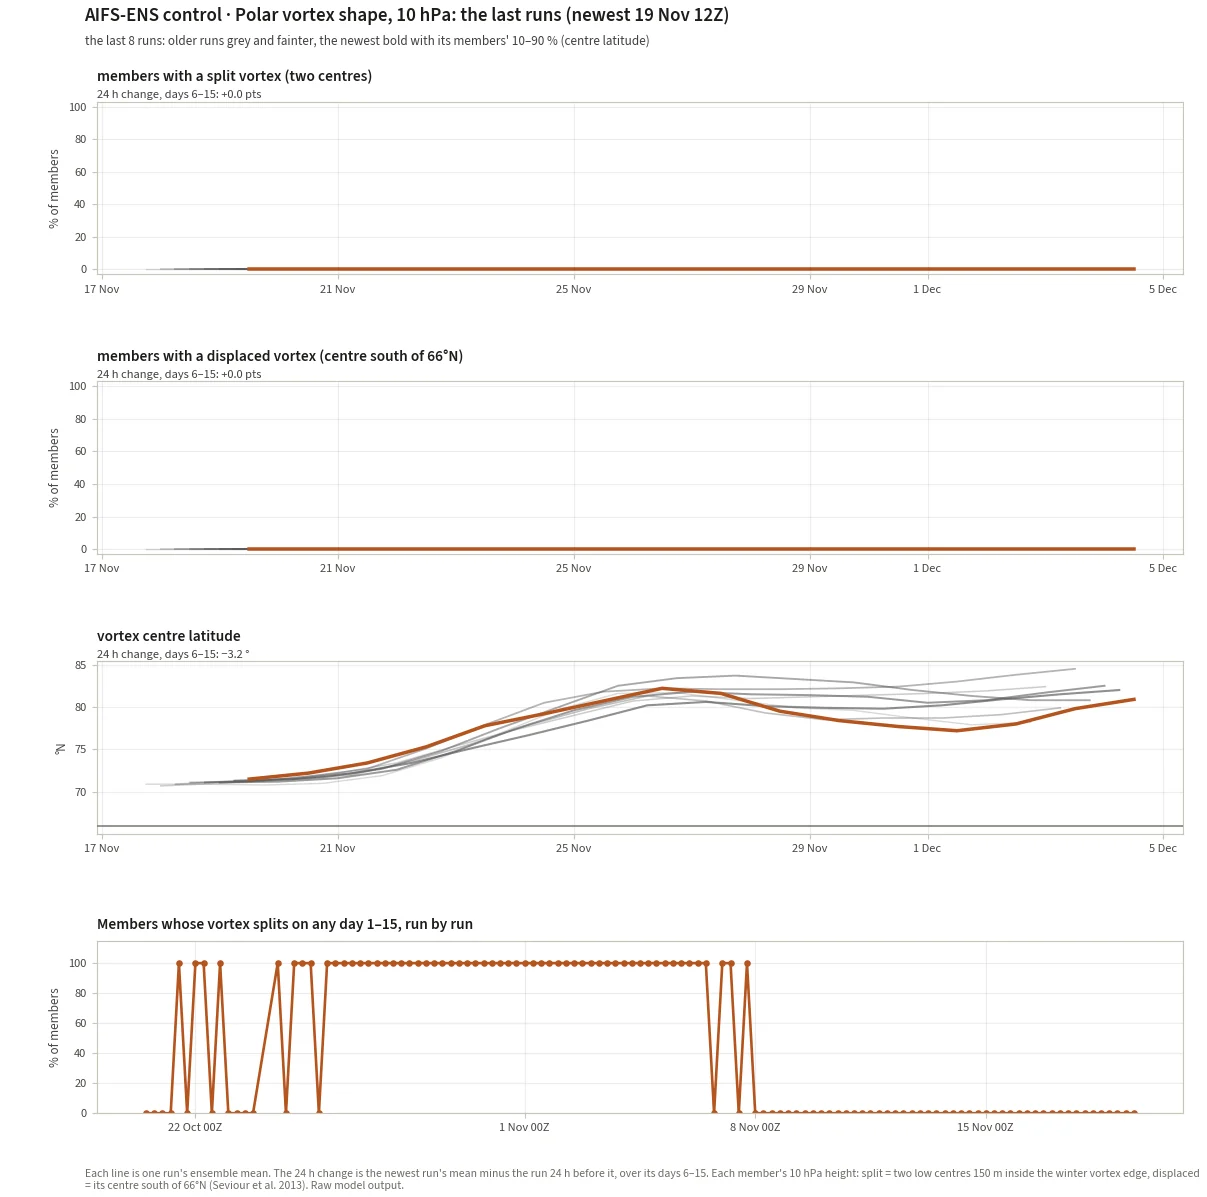 AIFS-ENS control · Polar vortex shape, 10 hPa: the last runs (newest 19 Nov 12Z)
the last 8 runs: older runs grey and fainter, the newest bold with its members' 10–90 % (centre latitude)
members with a split vortex (two centres)
24 h change, days 6–15: +0.0 pts
100
80
60
40
20
0
% of members
17 Nov 21 Nov 25 Nov 29 Nov 1 Dec 5 Dec
members with a displaced vortex (centre south of 66°N)
24 h change, days 6–15: +0.0 pts
100
80
60
40
20
0
% of members
17 Nov 21 Nov 25 Nov 29 Nov 1 Dec 5 Dec
vortex centre latitude
24 h change, days 6–15: −3.2 °
85
80
75
70
°N
17 Nov 21 Nov 25 Nov 29 Nov 1 Dec 5 Dec
Members whose vortex splits on any day 1–15, run by run
100
80
60
40
20
0
% of members
22 Oct 00Z 1 Nov 00Z 8 Nov 00Z 15 Nov 00Z
Each line is one run's ensemble mean. The 24 h change is the newest run's mean minus the run 24 h before it, over its days 6–15. Each member's 10 hPa height: split = two low centres 150 m inside the winter vortex edge, displaced
= its centre south of 66°N (Seviour et al. 2013). Raw model output.